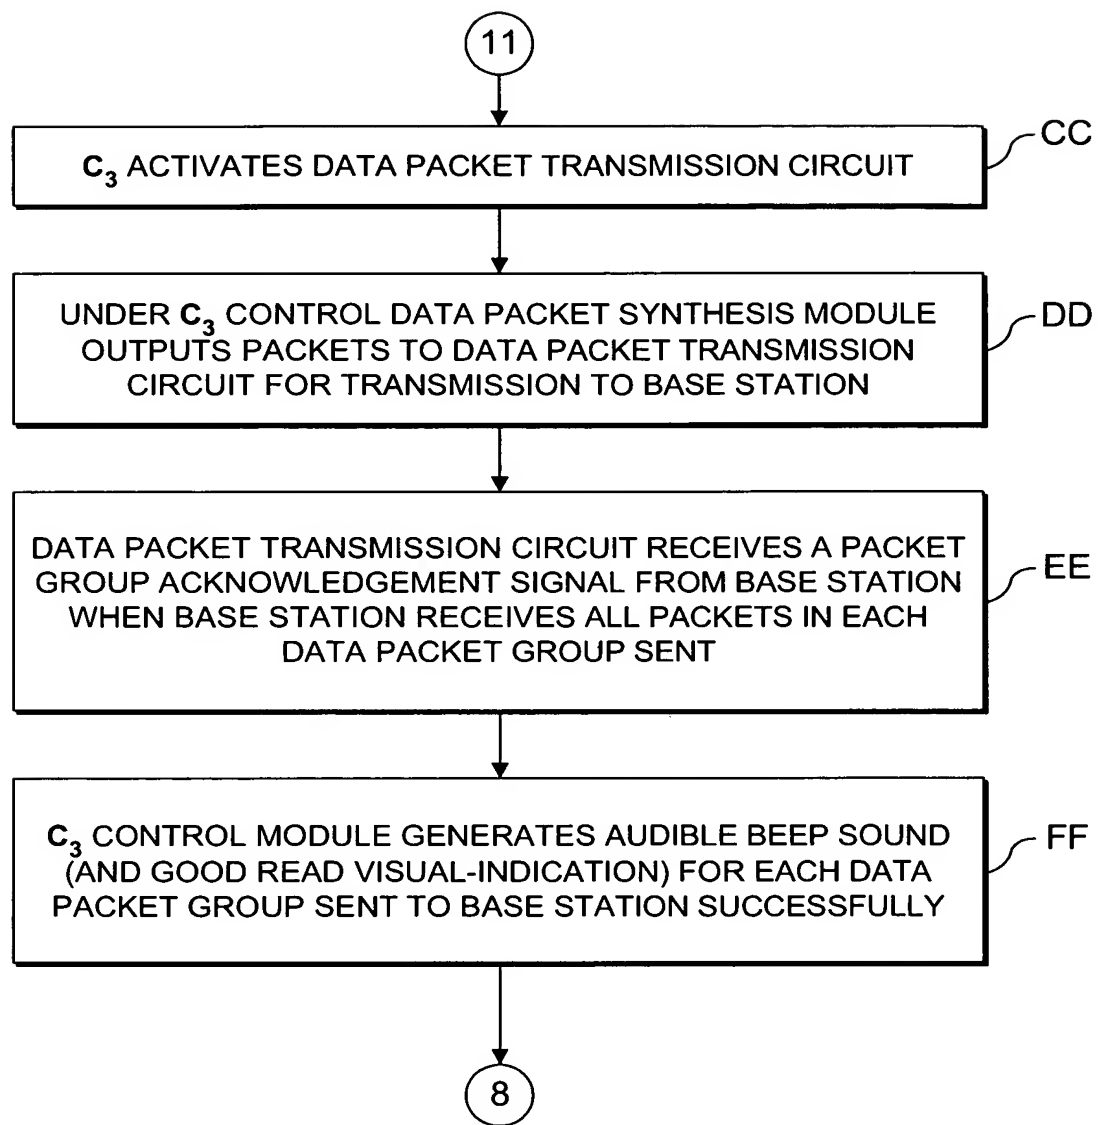 11
C3 ACTIVATES DATA PACKET TRANSMISSION CIRCUIT
CC
UNDER C3 CONTROL DATA PACKET SYNTHESIS MODULE
OUTPUTS PACKETS TO DATA PACKET TRANSMISSION
CIRCUIT FOR TRANSMISSION TO BASE STATION
DD
DATA PACKET TRANSMISSION CIRCUIT RECEIVES A PACKET
GROUP ACKNOWLEDGEMENT SIGNAL FROM BASE STATION
WHEN BASE STATION RECEIVES ALL PACKETS IN EACH
DATA PACKET GROUP SENT
EE
C3 CONTROL MODULE GENERATES AUDIBLE BEEP SOUND
(AND GOOD READ VISUAL-INDICATION) FOR EACH DATA
PACKET GROUP SENT TO BASE STATION SUCCESSFULLY
FF
8